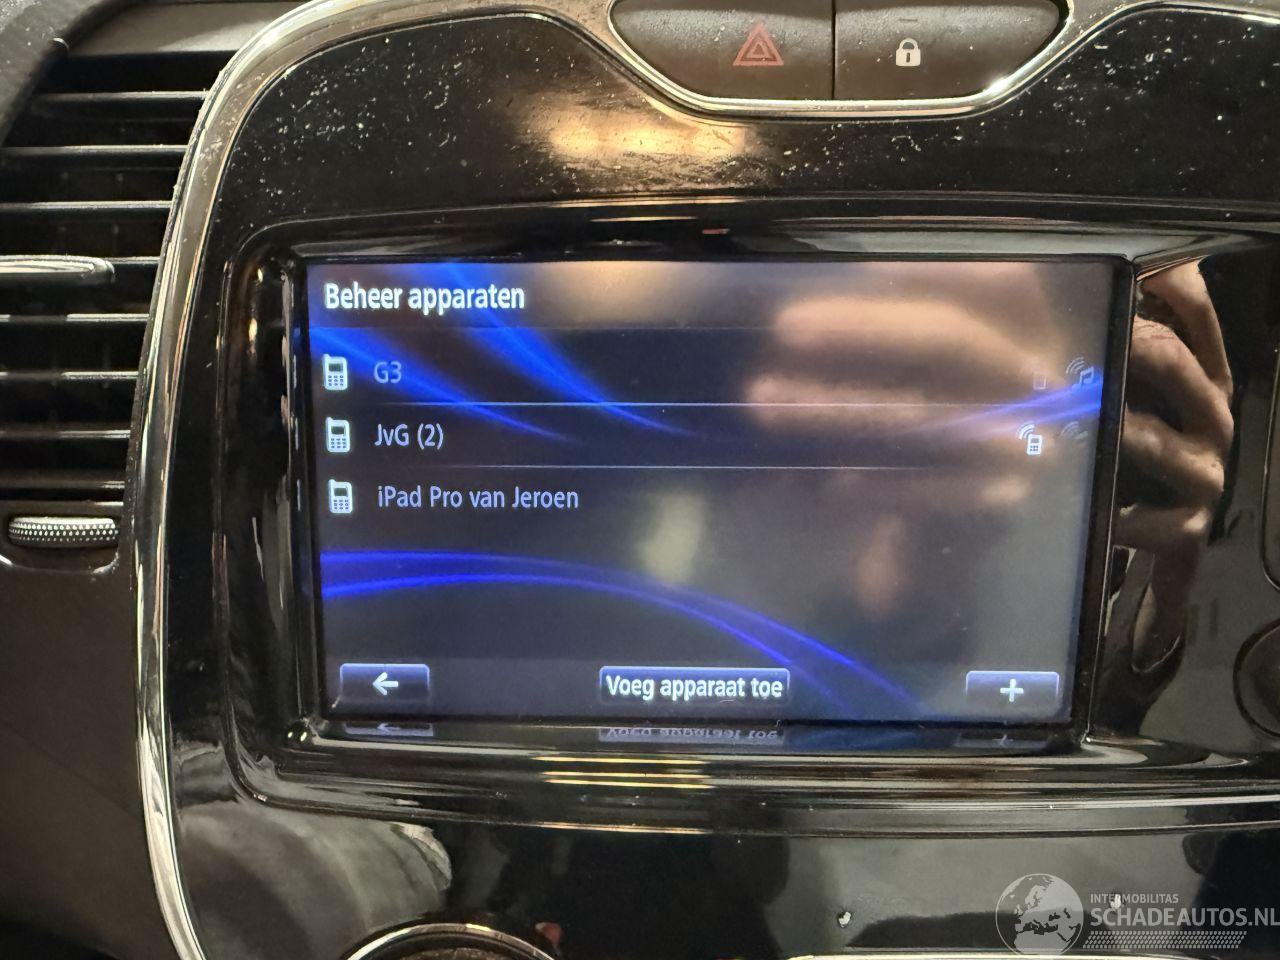 Beheer apparaten
G3
JvG (2)
iPad Pro van Jeroen
Voeg apparaat toe
INTERMOBILITAS
SCHADEAUTOS.NL